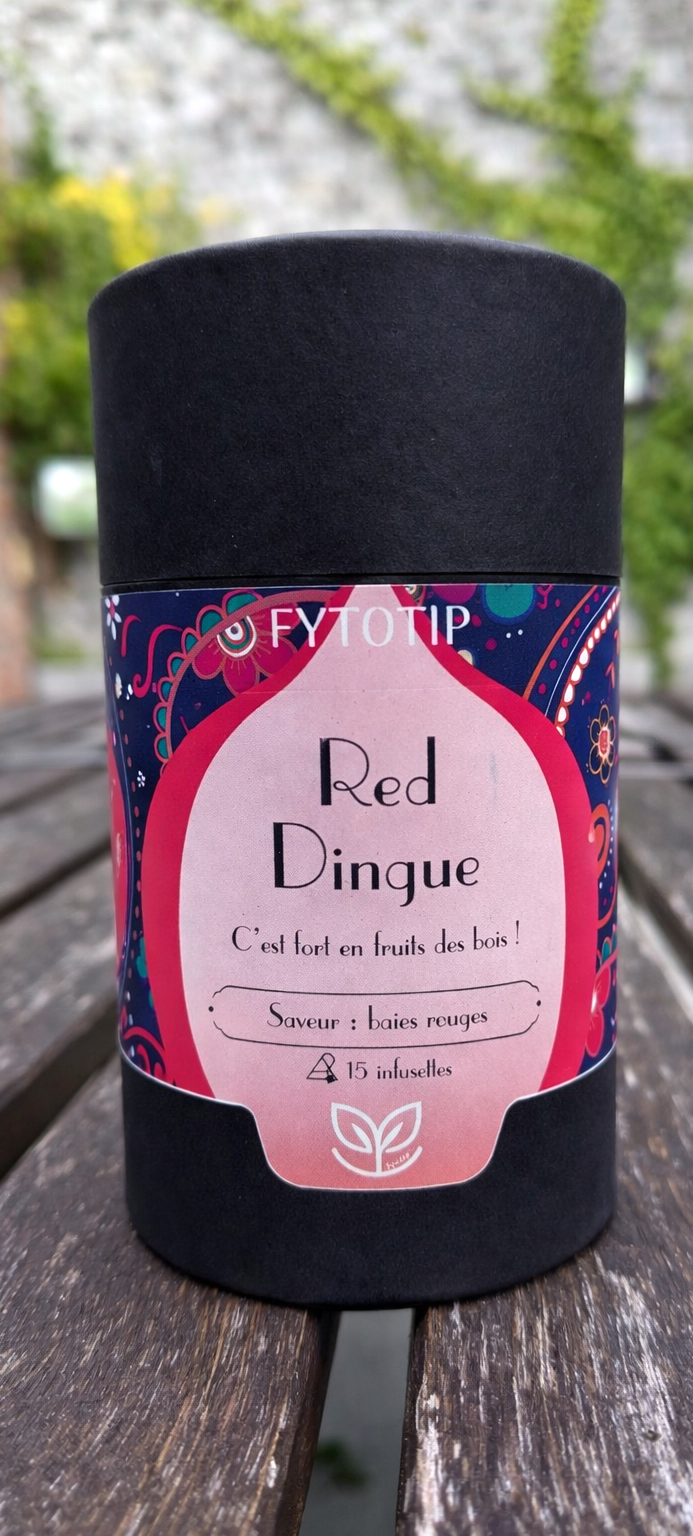 FYTOTIP
Red
Dingue
C'est fort en fruits des bois !
Saveur : baies rouges
15 infusettes